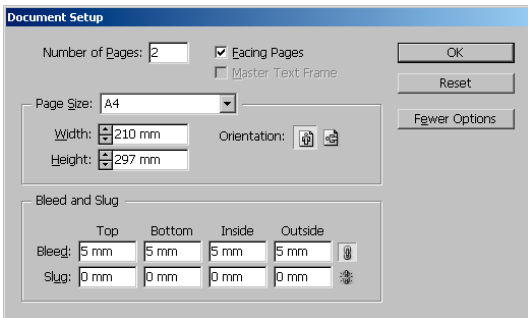 Document Setup
Number of Pages: 2
Facing Pages
OK
Master Text Frame
Reset
Page Size: A4
Fewer Options
Width: 210 mm
Orientation:
Height: 297 mm
Bleed and Slug
Top Bottom Inside Outside
Bleed: 5 mm 5 mm 5 mm 5 mm
Slug: 0 mm 0 mm 0 mm 0 mm